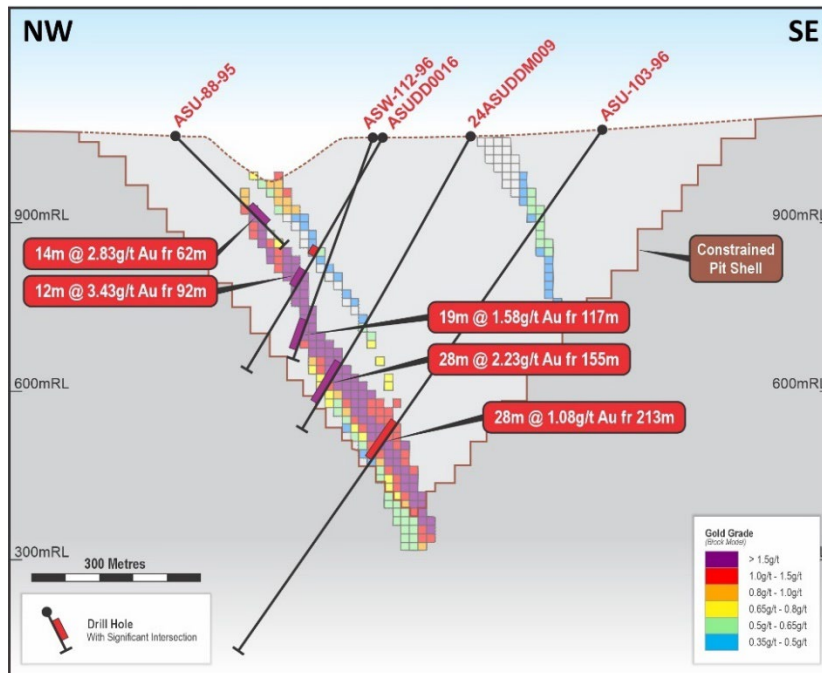 NW
SE
ASU-88-95
ASW-112-96
ASUDD0016
24ASUDDM009
ASU-103-96
900mRL
900mRL
14m @ 2.83g/t Au fr 62m
12m @ 3.43g/t Au fr 92m
Constrained
Pit Shell
19m @ 1.58g/t Au fr 117m
28m @ 2.23g/t Au fr 155m
600mRL
600mRL
28m @ 1.08g/t Au fr 213m
300mRL
300 Metres
Drill Hole
With Significant Intersection
Gold Grade
(Block Model)
> 1.5g/t
1.0g/t - 1.5g/t
0.8g/t - 1.0g/t
0.65g/t - 0.8g/t
0.5g/t - 0.65g/t
0.35g/t - 0.5g/t